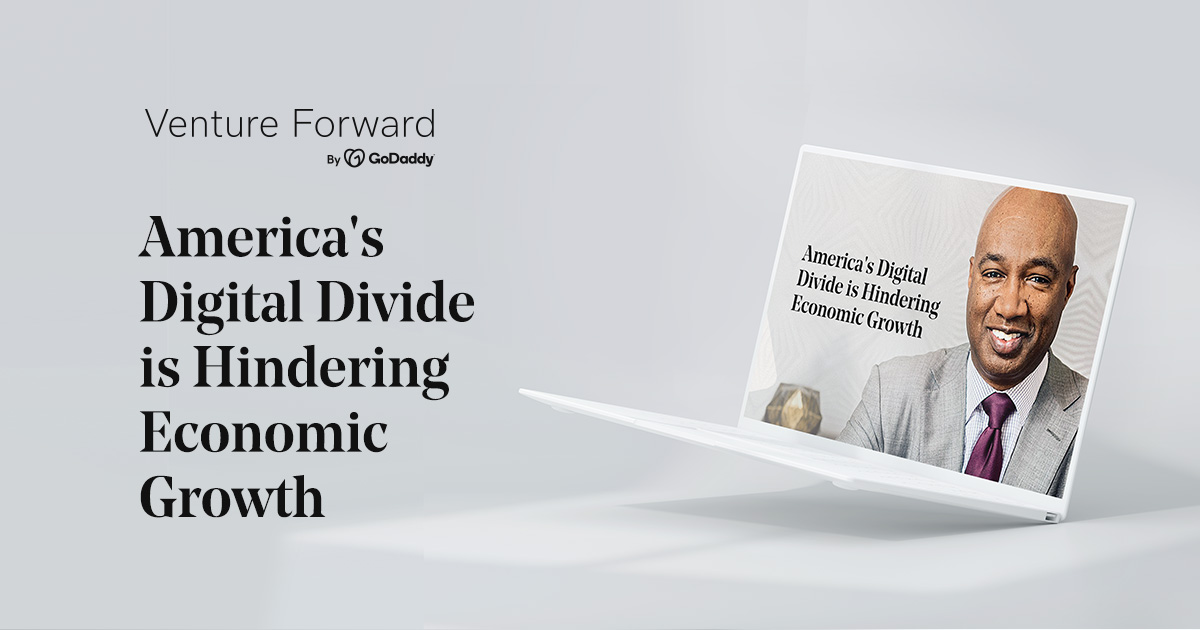 Venture Forward
By GoDaddy
America's
Digital Divide
is Hindering
Economic
Growth
America's Digital
Divide is Hindering
Economic Growth